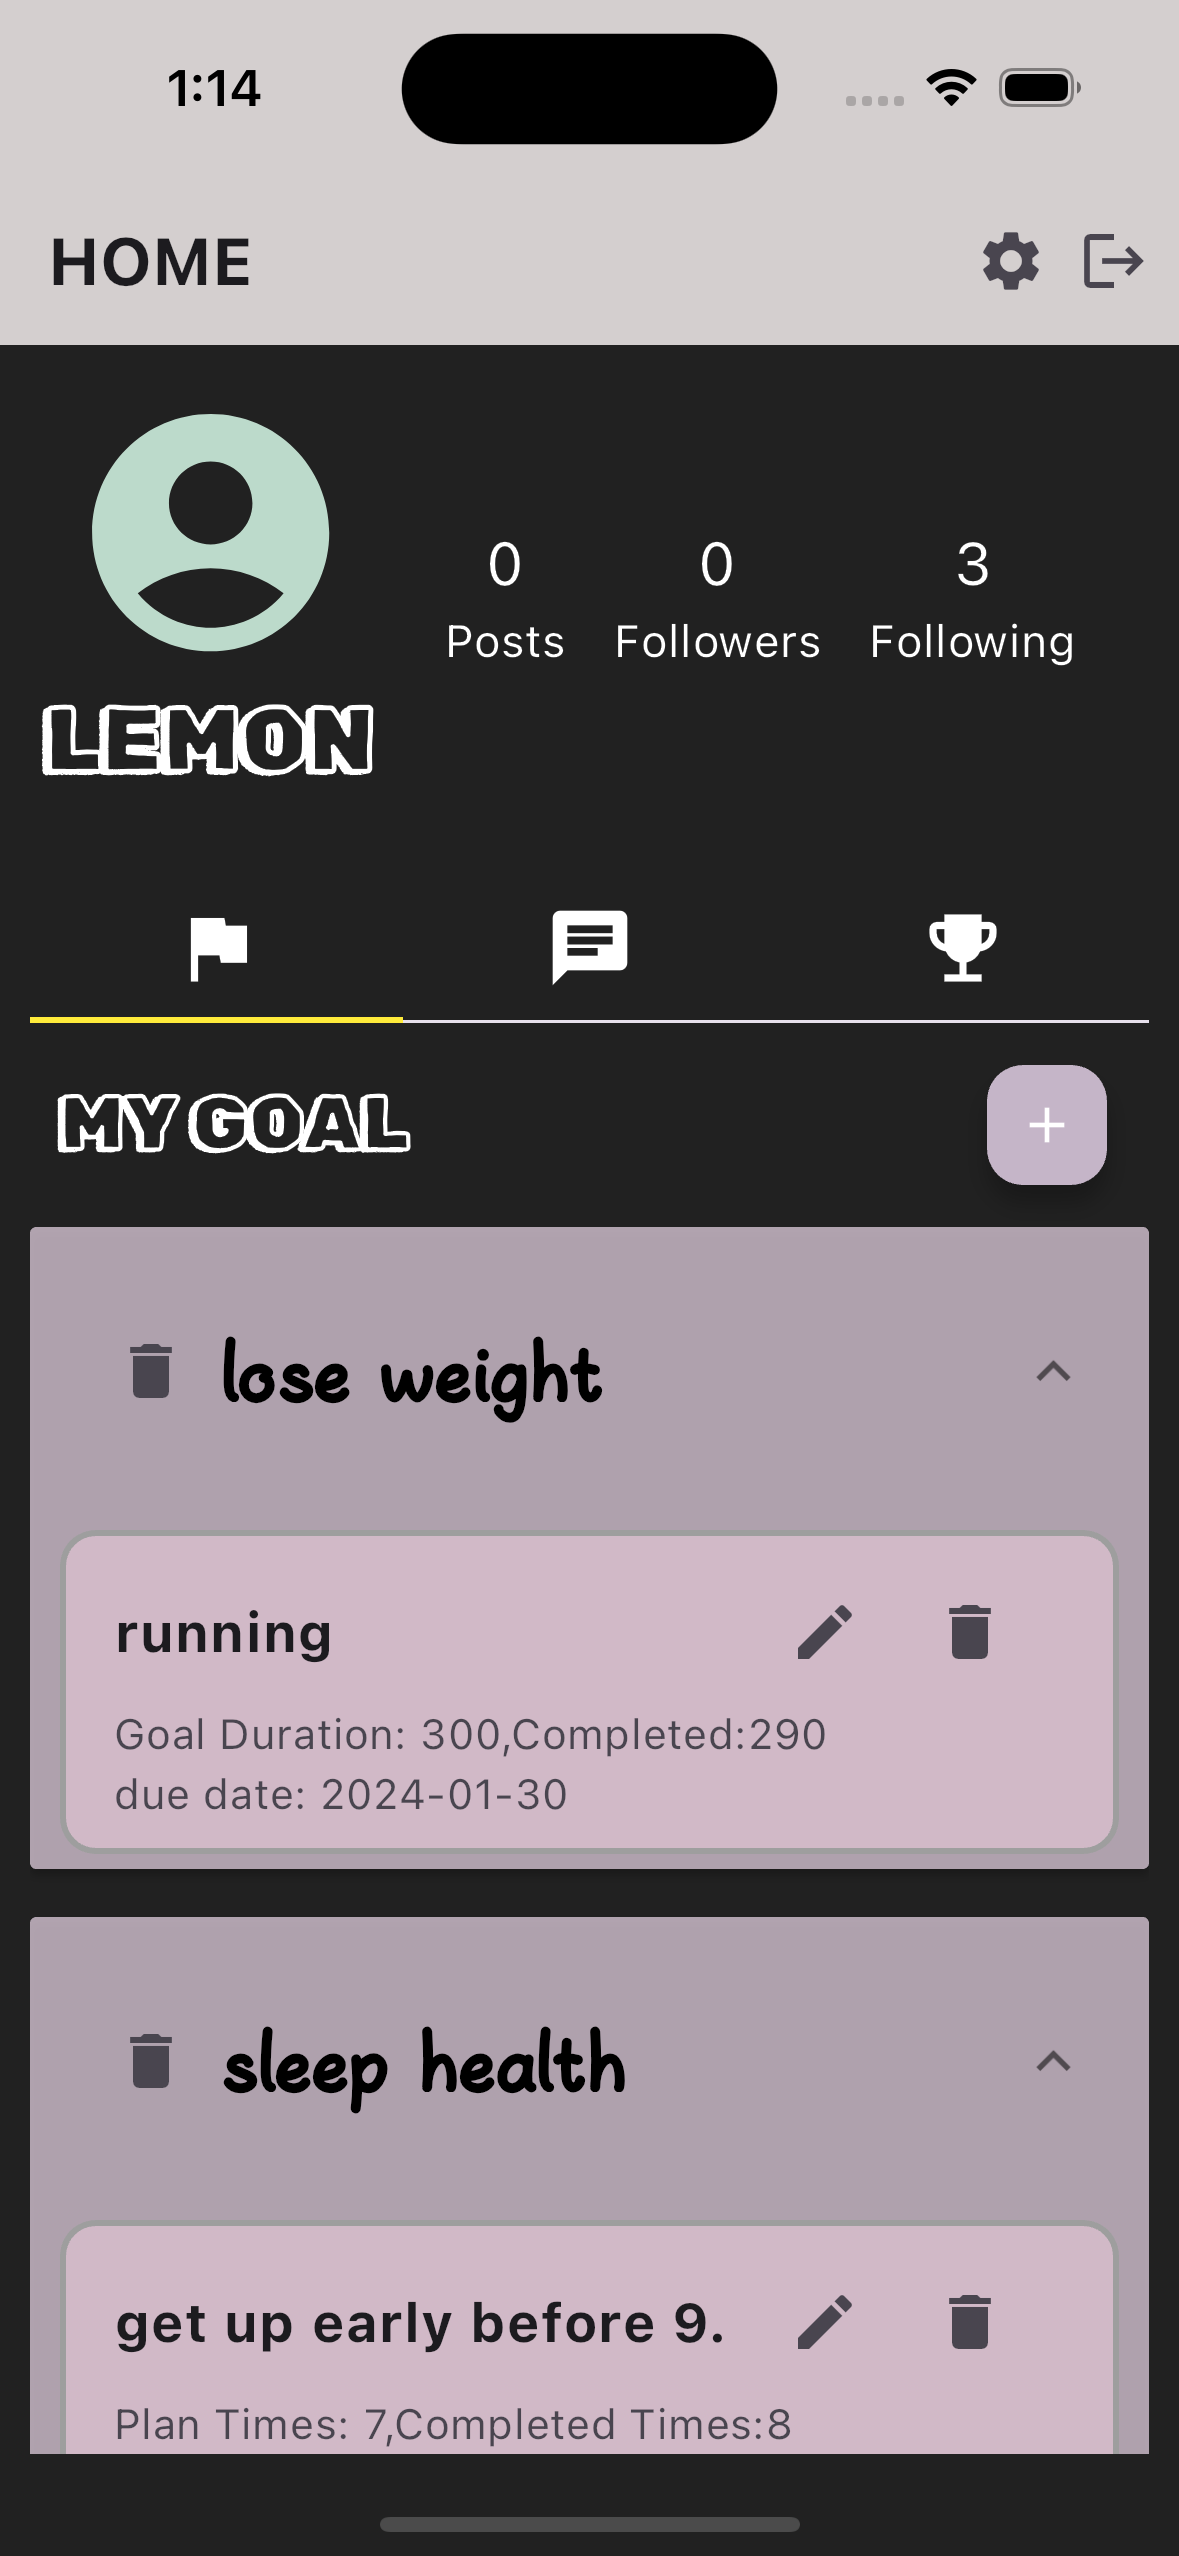 1:14
HOME
0 0 3
Posts Followers Following
LEMON
MY GOAL
lose weight
running
Goal Duration: 300,Completed:290
due date: 2024-01-30
sleep health
get up early before 9.
Plan Times: 7,Completed Times:8